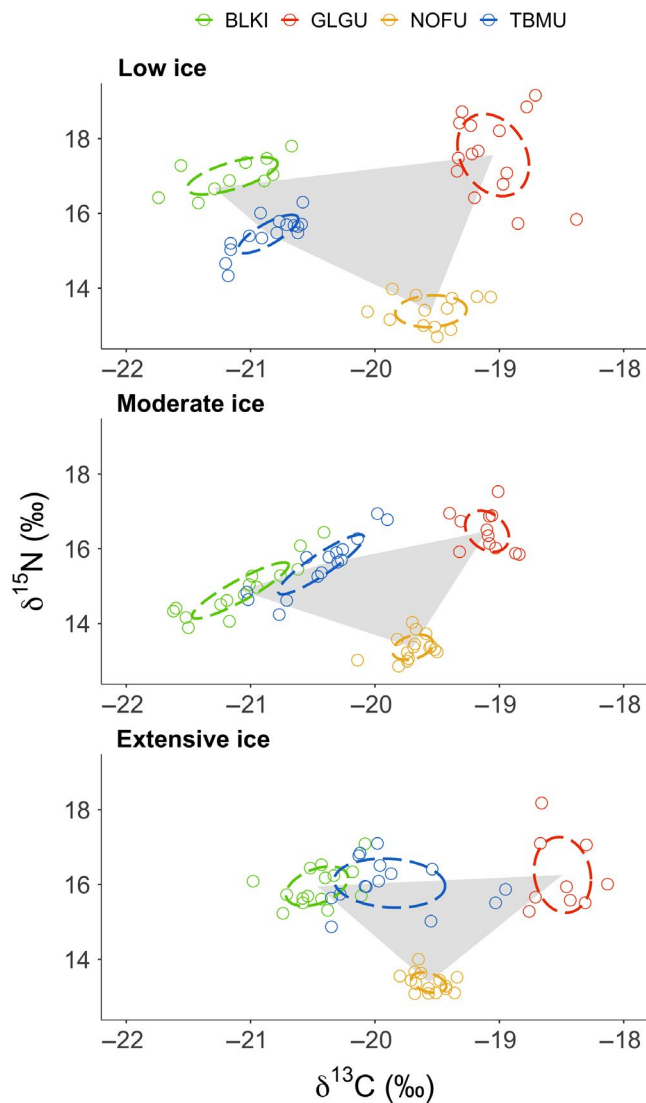 BLKI GLGU NOFU TBMU
Low ice
18
16
14
−22 −21 −20 −19 −18
Moderate ice
18
16
14
−22 −21 −20 −19 −18
δ¹⁵N (‰)
Extensive ice
18
16
14
−22 −21 −20 −19 −18
δ¹³C (‰)